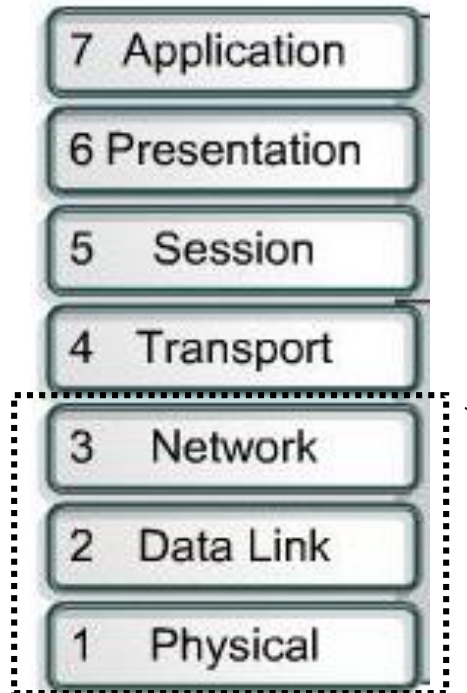 7 Application
6 Presentation
5 Session
4 Transport
3 Network
2 Data Link
1 Physical